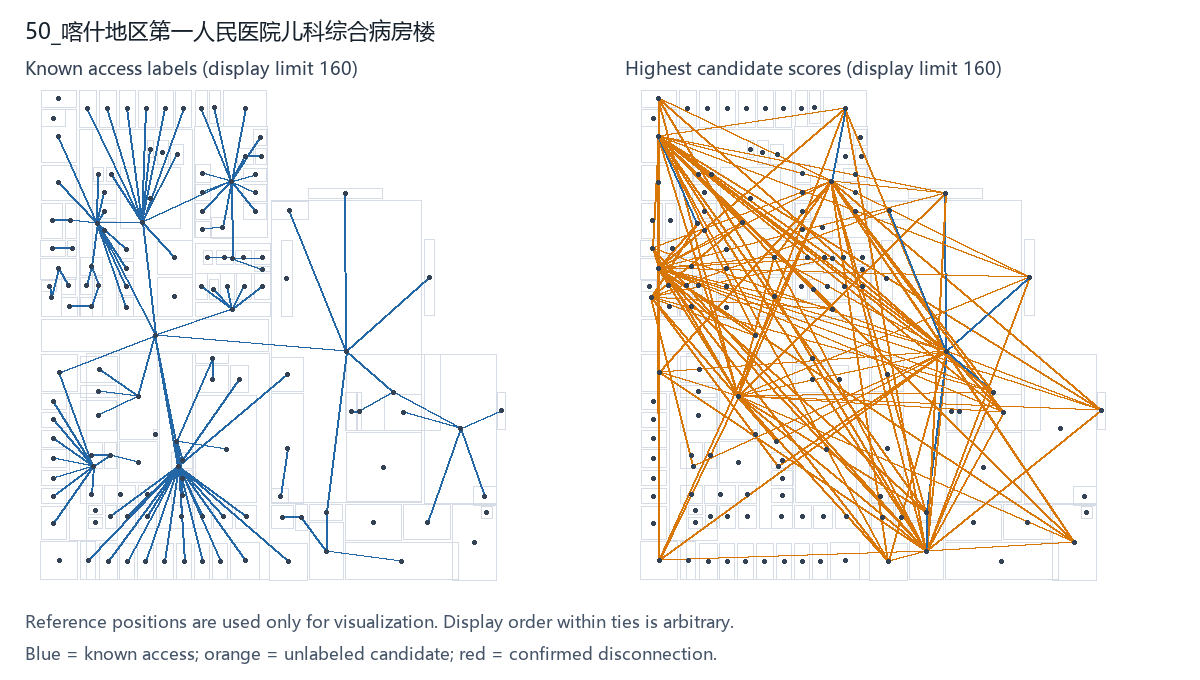 50_喀什地区第一人民医院儿科综合病房楼
Known access labels (display limit 160)
Highest candidate scores (display limit 160)
Reference positions are used only for visualization. Display order within ties is arbitrary.
Blue = known access; orange = unlabeled candidate; red = confirmed disconnection.